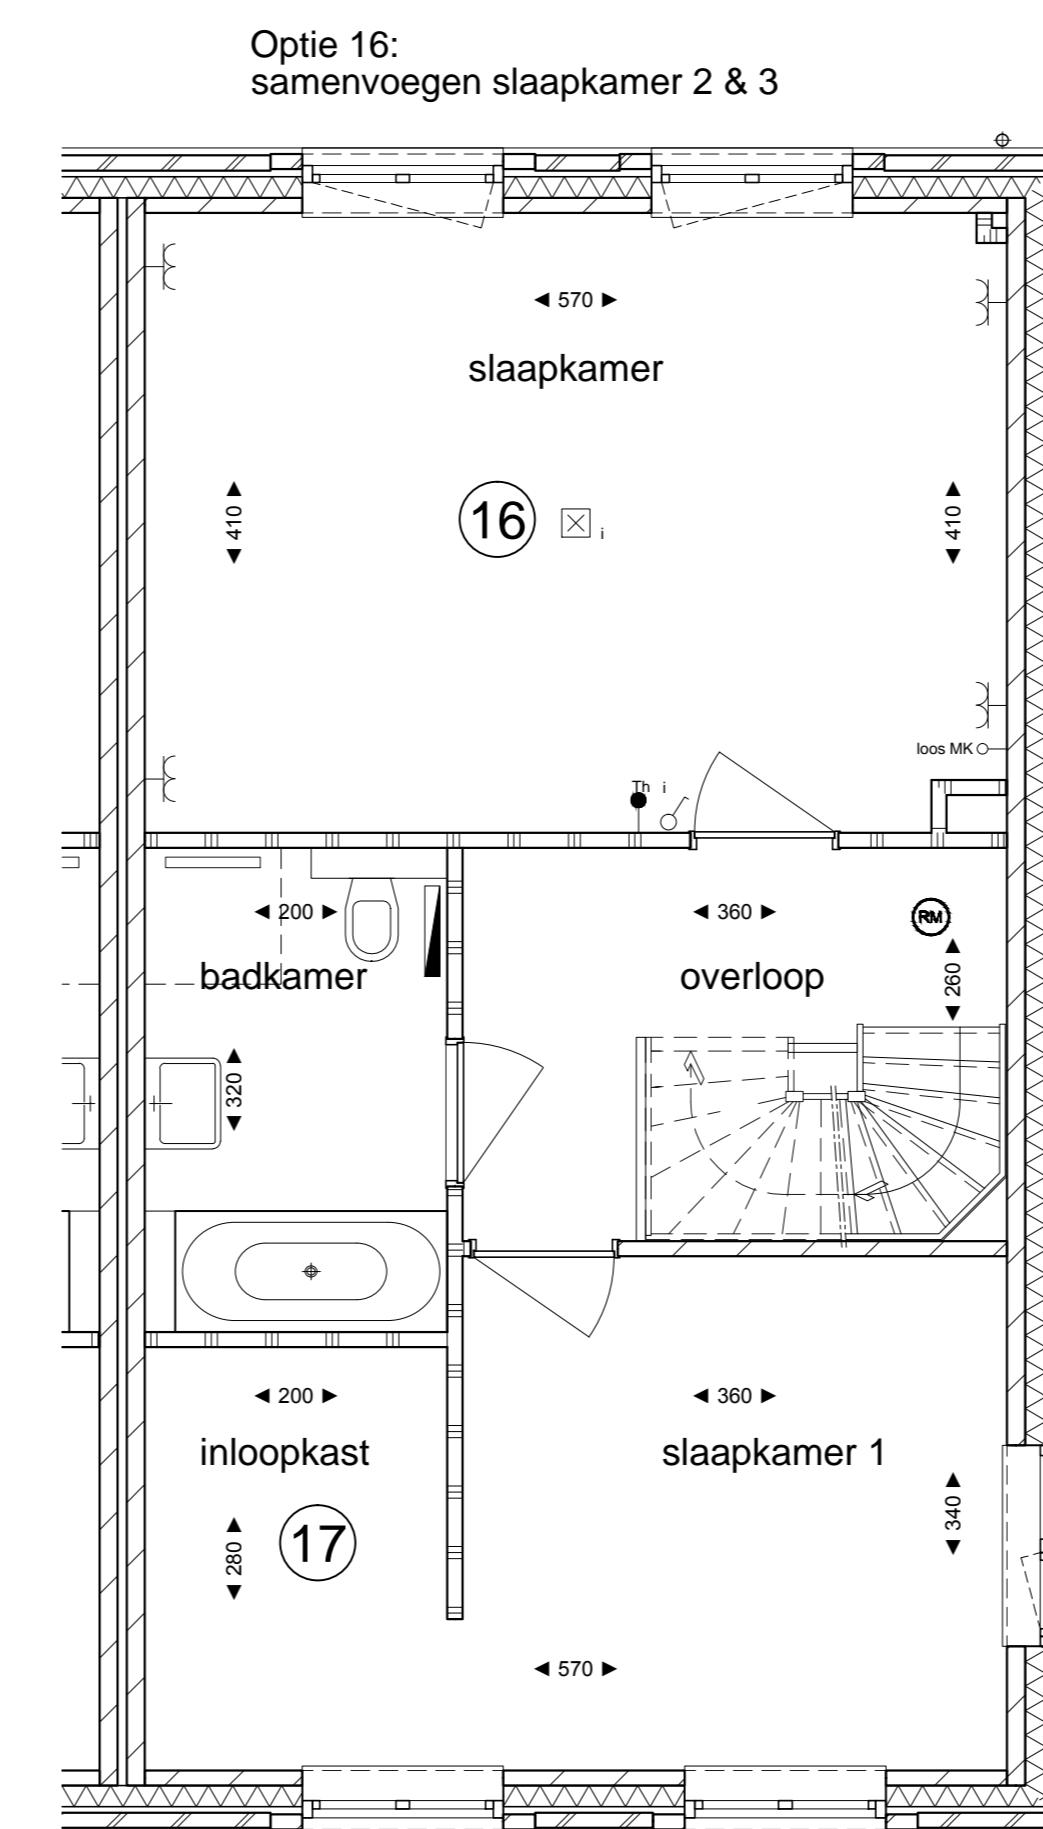 Optie 16:
samenvoegen slaapkamer 2 & 3
570
slaapkamer
410
16
i
410
loos MK
Th i
200
360
RM
badkamer
overloop
260
320
200
360
inloopkast
slaapkamer 1
340
280
17
570